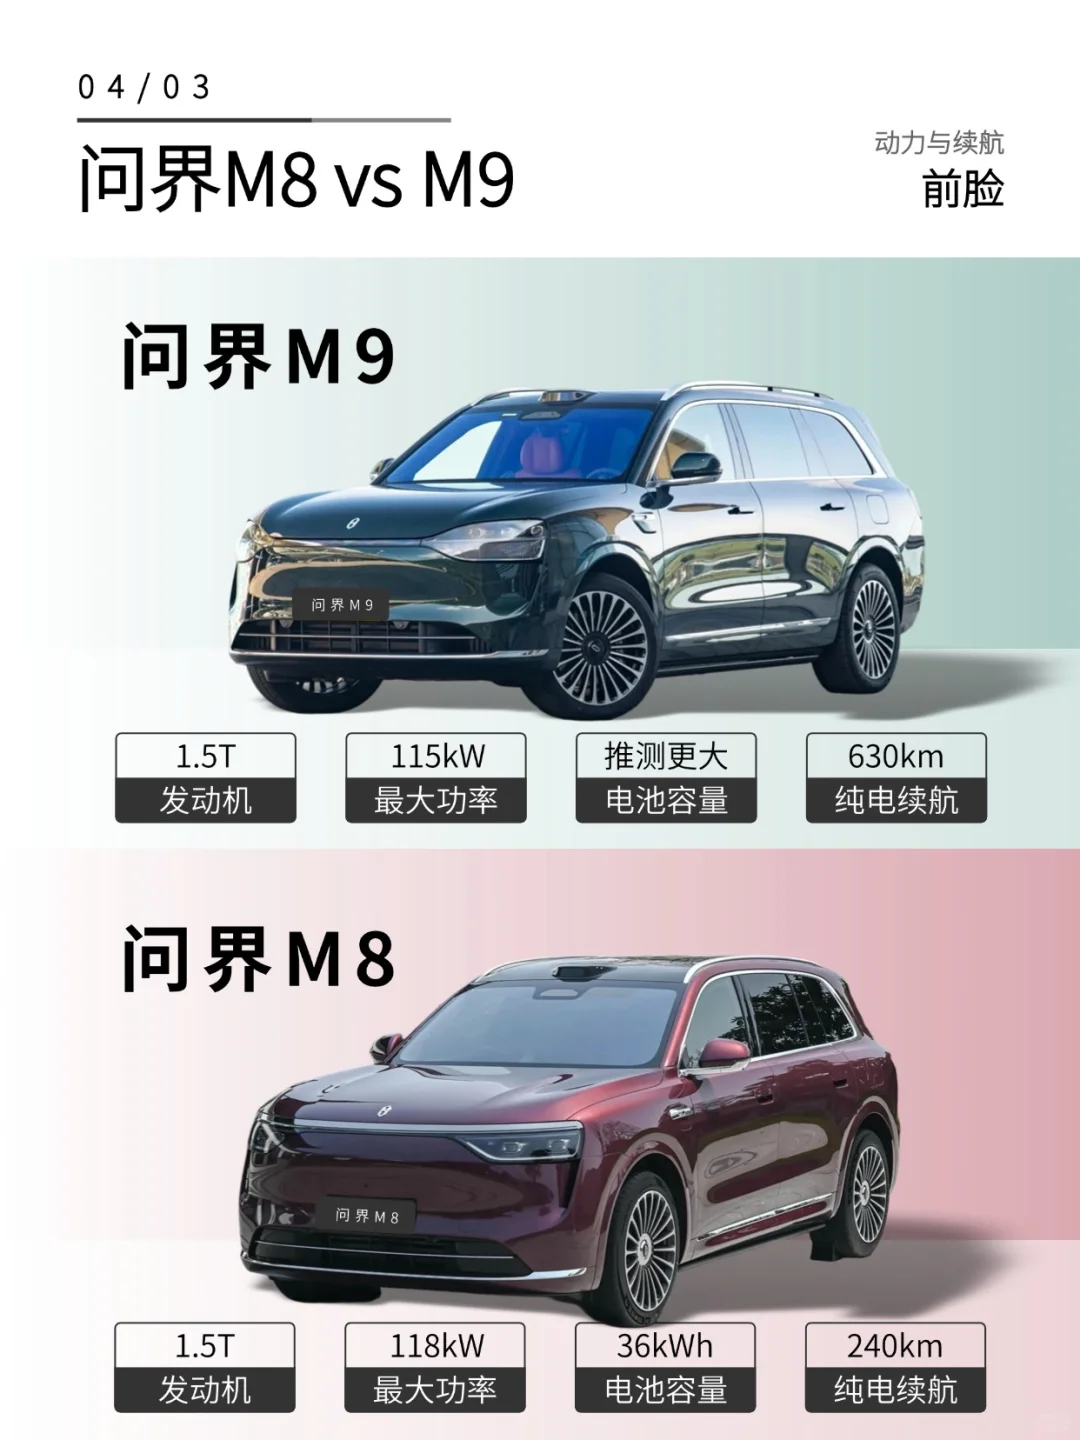 04/03
问界M8 vs M9
动力与续航
前脸
问界M9
问界M9
1.5T
发动机
115kW
最大功率
推测更大
电池容量
630km
纯电续航
问界M8
问界M8
1.5T
发动机
118kW
最大功率
36kWh
电池容量
240km
纯电续航